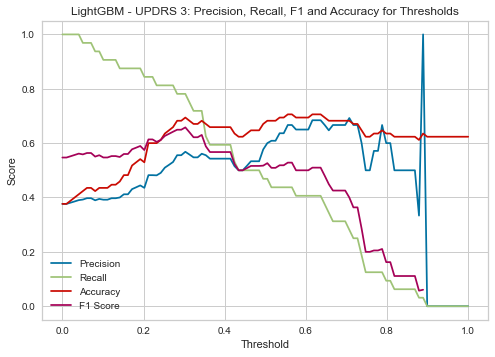 LightGBM - UPDRS 3: Precision, Recall, F1 and Accuracy for Thresholds
1.0
0.8
0.6
0.4
0.2
0.0
Score
Precision
Recall
Accuracy
F1 Score
0.0 0.2 0.4 0.6 0.8 1.0
Threshold